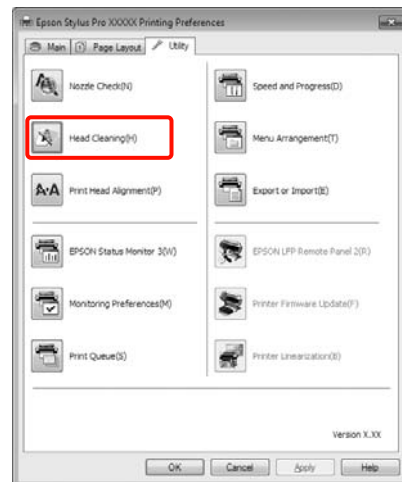 Epson Stylus Pro XXXXX Printing Preferences
Main Page Layout Utility
Nozzle Check(N)
Speed and Progress(D)
Head Cleaning(H)
Menu Arrangement(T)
Print Head Alignment(P)
Export or Import(E)
EPSON Status Monitor 3(W)
EPSON LFP Remote Panel 2(R)
Monitoring Preferences(M)
Printer Firmware Update(F)
Print Queue(S)
Printer Linearization(B)
Version X.XX
OK Cancel Apply Help